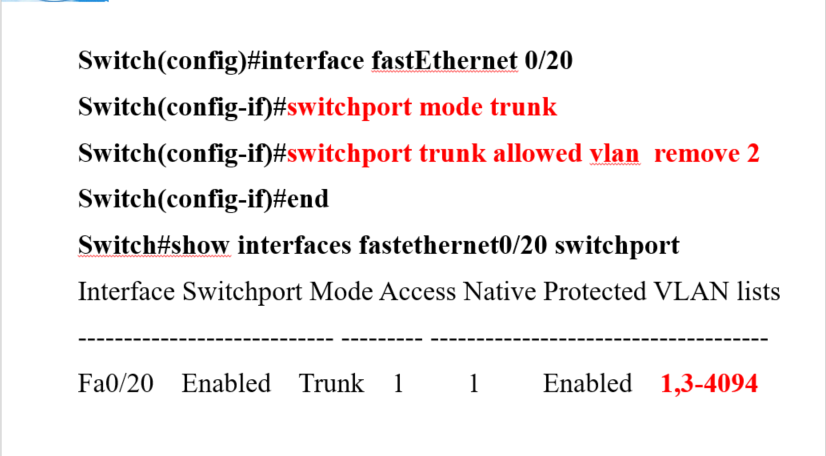 Switch(config)#interface fastEthernet 0/20
Switch(config-if)#switchport mode trunk
Switch(config-if)#switchport trunk allowed vlan remove 2
Switch(config-if)#end
Switch#show interfaces fastethernet0/20 switchport
Interface Switchport Mode Access Native Protected VLAN lists
---------------------------- --------- -------------------------------------
Fa0/20 Enabled Trunk 1 1 Enabled 1,3-4094